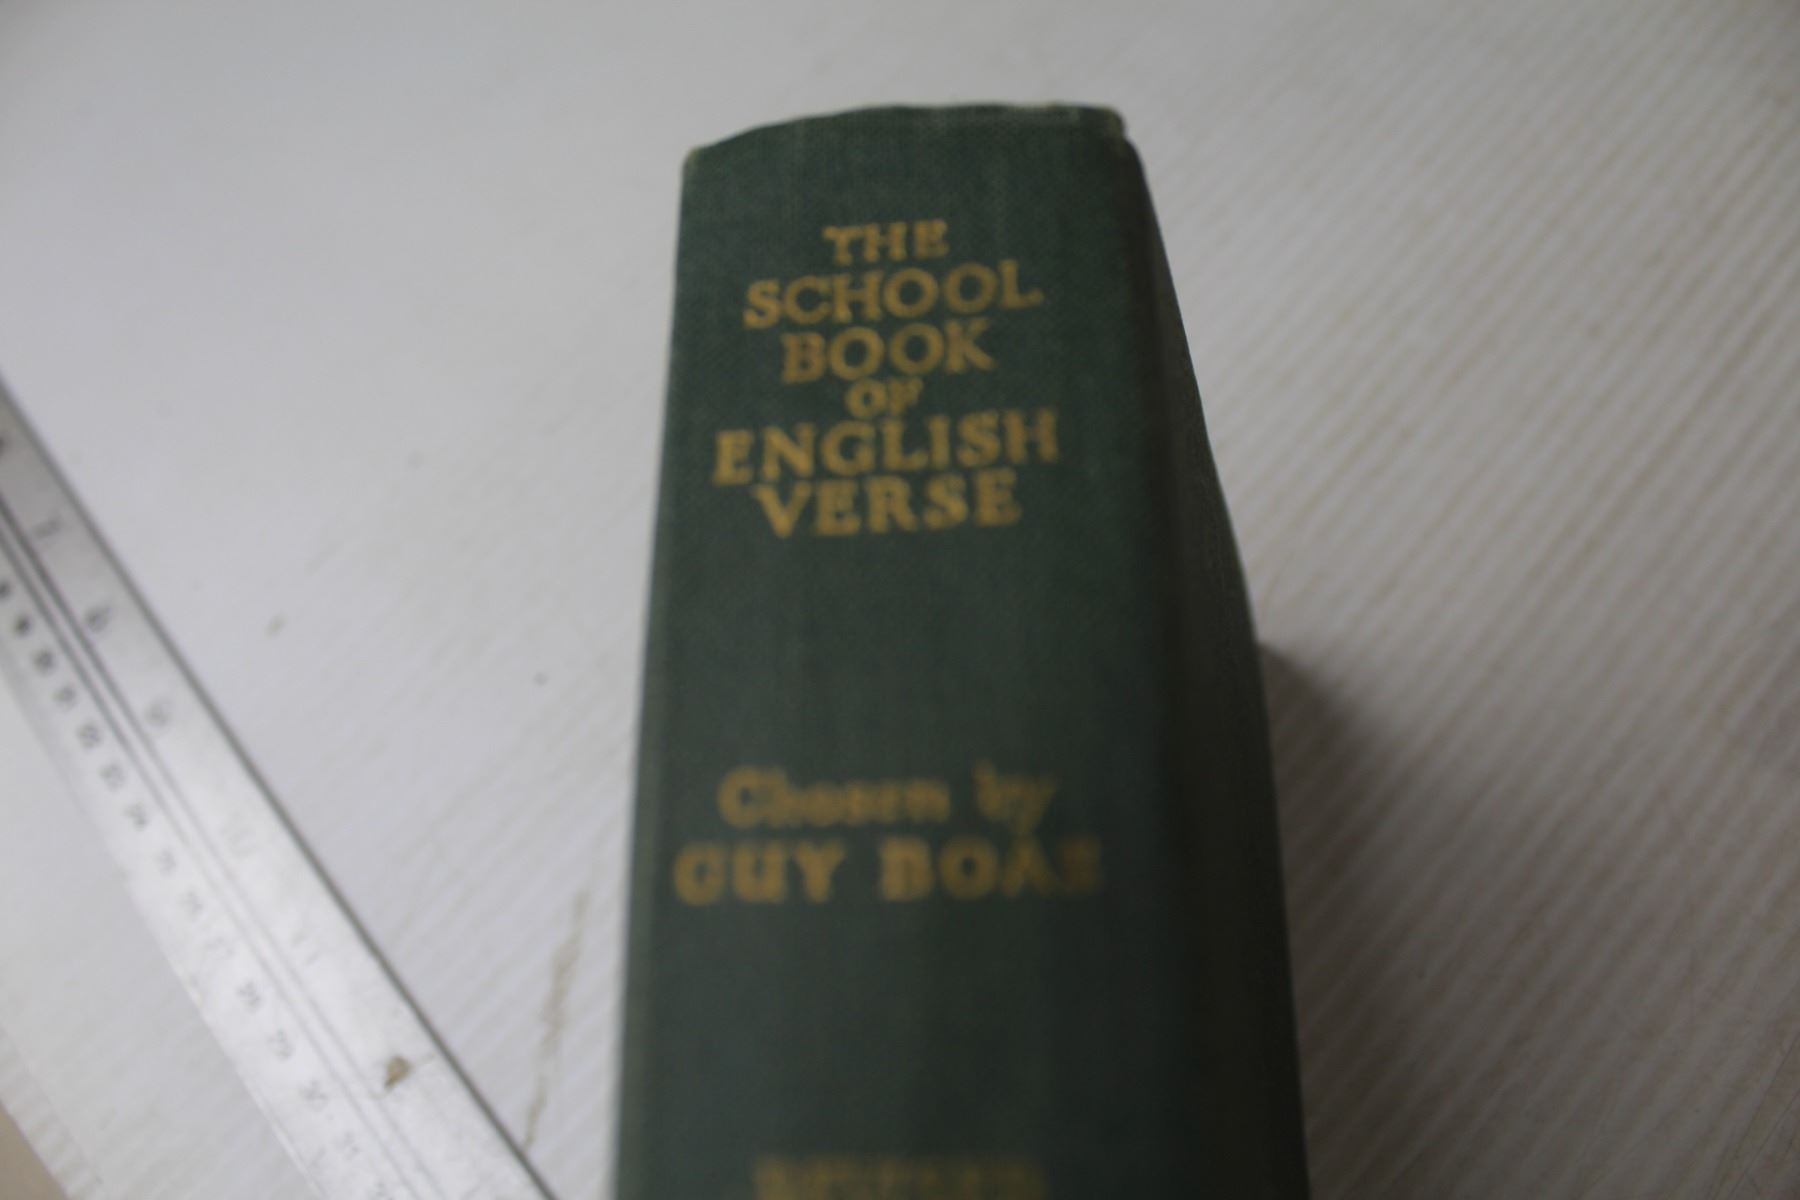 THE
SCHOOL
BOOK
OF
ENGLISH
VERSE
Chosen by
GUY BOAS